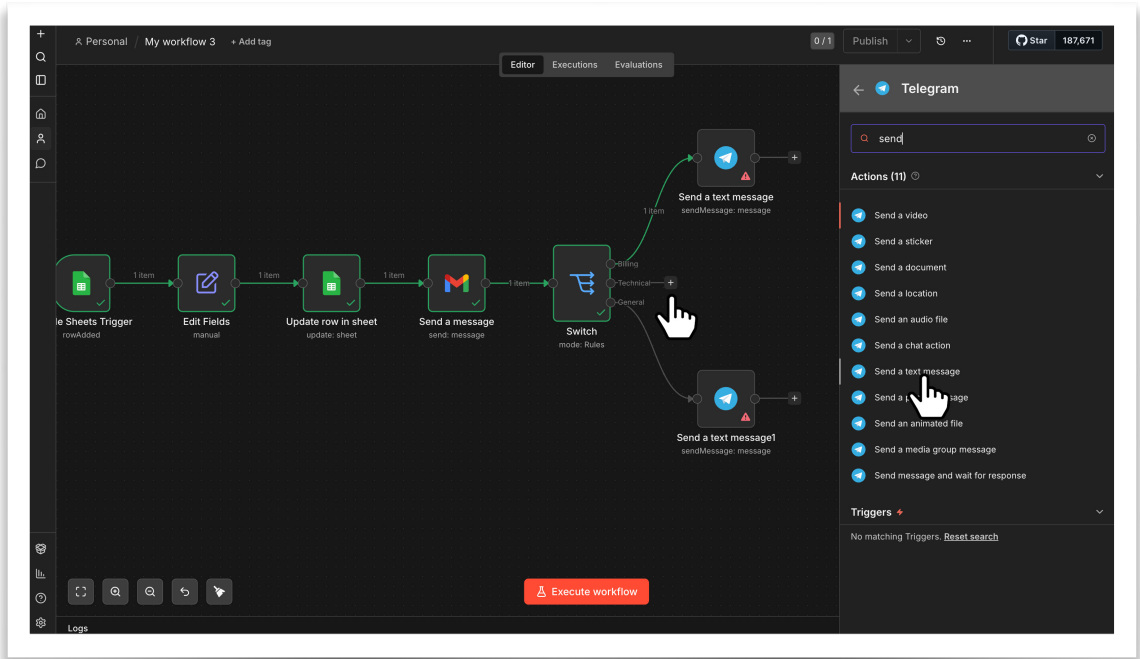 Personal / My workflow 3 + Add tag
0 / 1
Publish
Star 187,671
Editor Executions Evaluations
Telegram
send
Actions (11)
Send a video
Send a sticker
Send a document
Send a location
Send an audio file
Send a chat action
Send a text message
Send a
Send an animated file
Send a media group message
Send message and wait for response
Triggers
No matching Triggers. Reset search
Send a text message
sendMessage: message
1 item
Billing
Technical
General
1 item
1 item
1 item
1 item
le Sheets Trigger
rowAdded
Edit Fields
manual
Update row in sheet
update: sheet
Send a message
send: message
Switch
mode: Rules
Send a text message1
sendMessage: message
Execute workflow
Logs